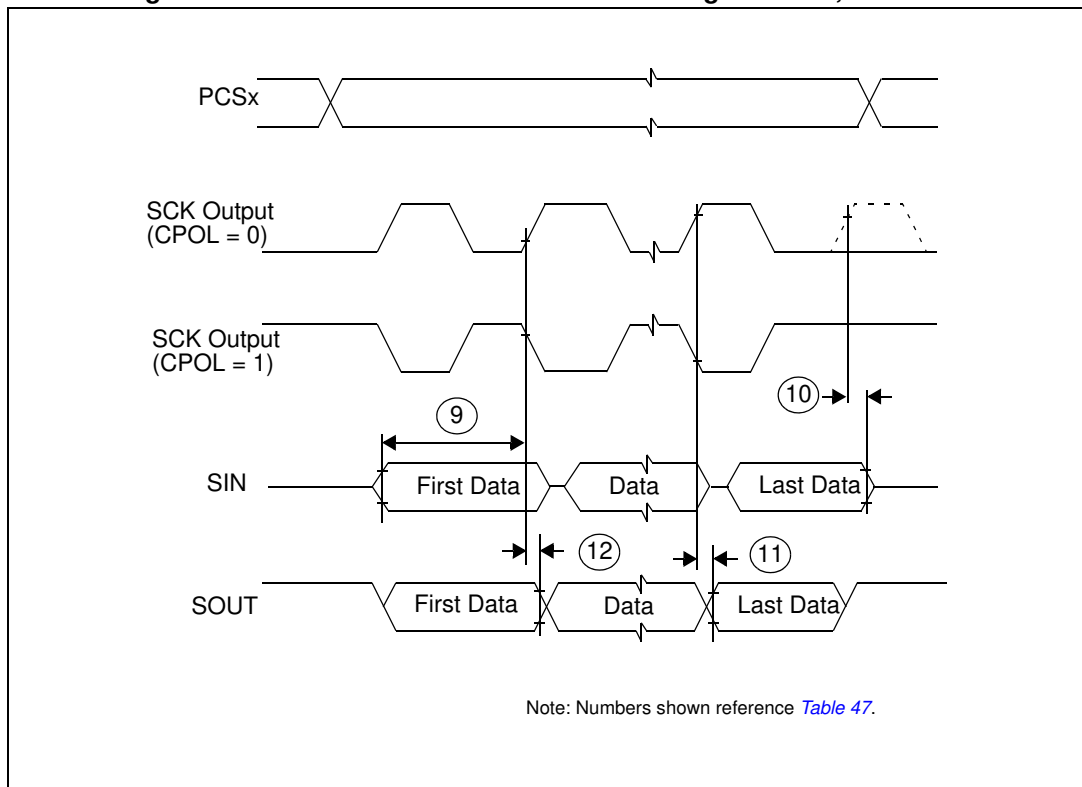 PCSx
SCK Output
(CPOL = 0)
SCK Output
(CPOL = 1)
10
9
SIN
First Data
Data
Last Data
12
11
SOUT
First Data
Data
Last Data
Note: Numbers shown reference Table 47.